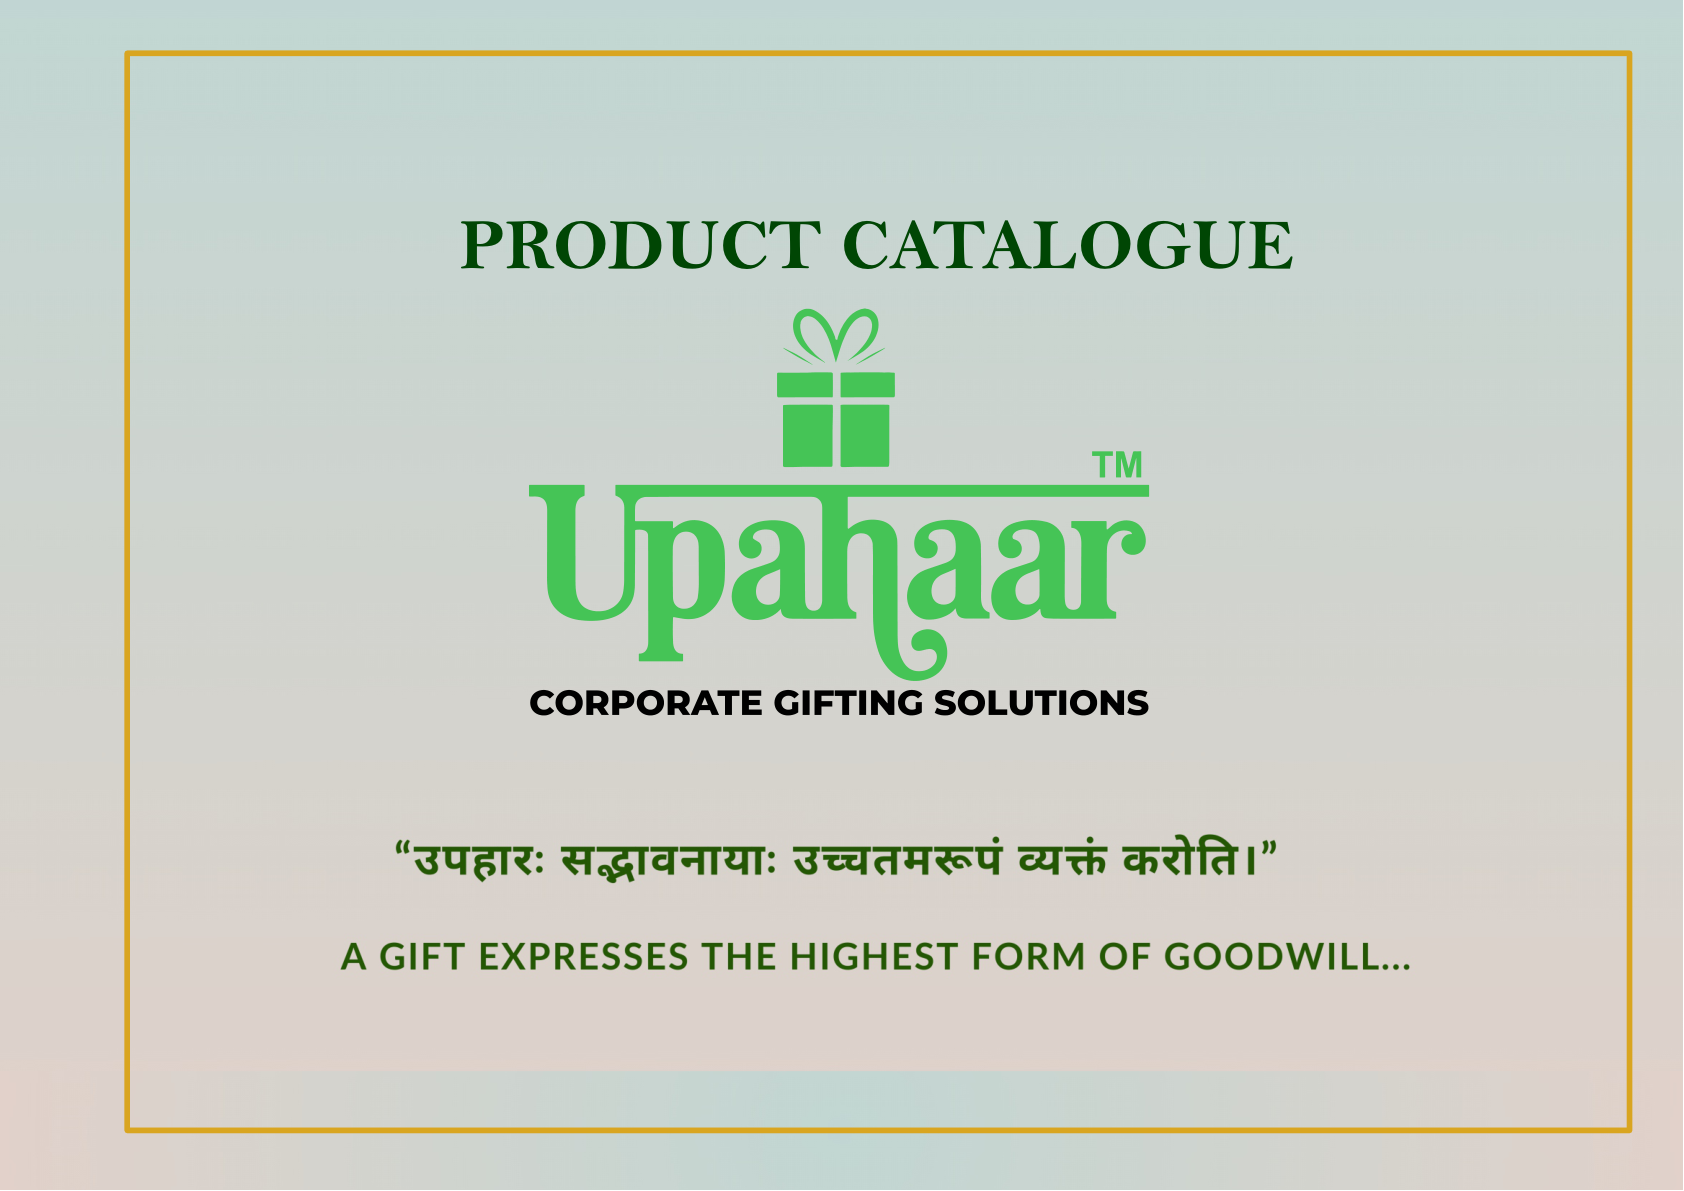 PRODUCT CATALOGUE
TM
Upahaar
CORPORATE GIFTING SOLUTIONS
“उपहारः सद्भावनायाः उच्चतमरूपं व्यक्तं करोति।”
A GIFT EXPRESSES THE HIGHEST FORM OF GOODWILL...